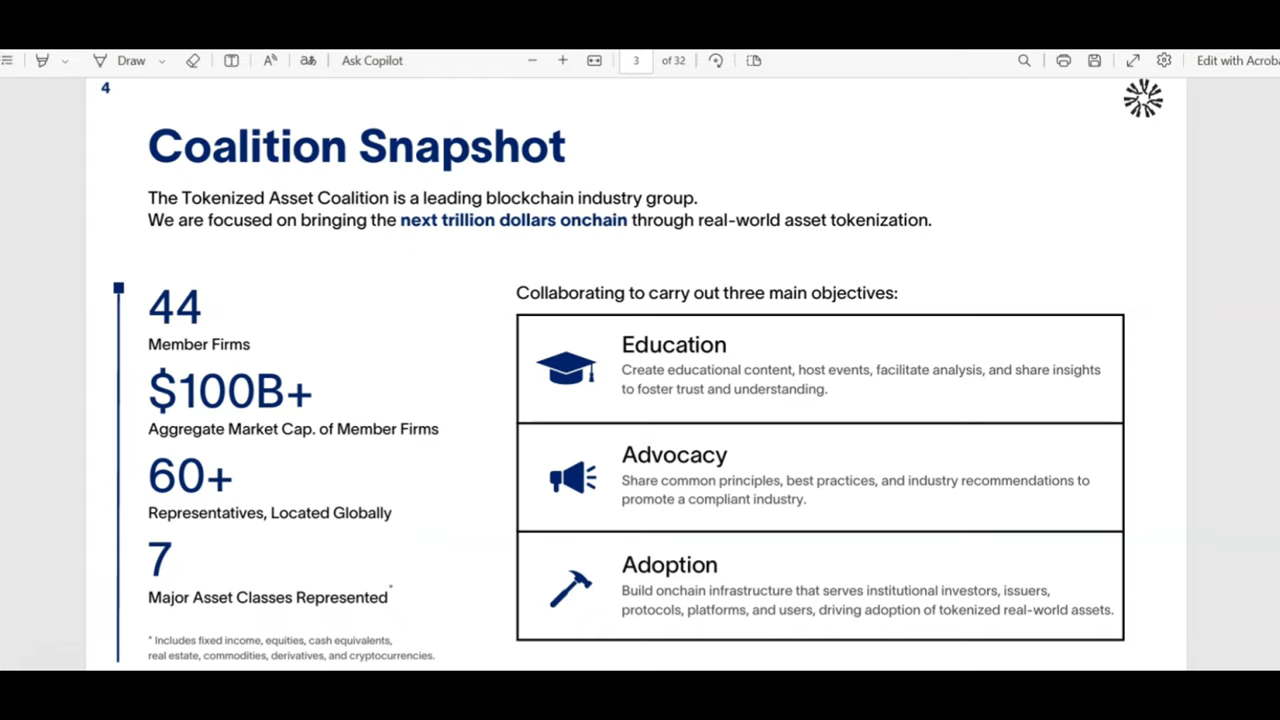 Draw
Ask Copilot
3 of 32
Edit with Acroba
4
Coalition Snapshot
The Tokenized Asset Coalition is a leading blockchain industry group.
We are focused on bringing the next trillion dollars onchain through real-world asset tokenization.
44
Member Firms
$100B+
Aggregate Market Cap. of Member Firms
60+
Representatives, Located Globally
7
Major Asset Classes Represented*
* Includes fixed income, equities, cash equivalents,
real estate, commodities, derivatives, and cryptocurrencies.
Collaborating to carry out three main objectives:
Education
Create educational content, host events, facilitate analysis, and share insights
to foster trust and understanding.
Advocacy
Share common principles, best practices, and industry recommendations to
promote a compliant industry.
Adoption
Build onchain infrastructure that serves institutional investors, issuers,
protocols, platforms, and users, driving adoption of tokenized real-world assets.